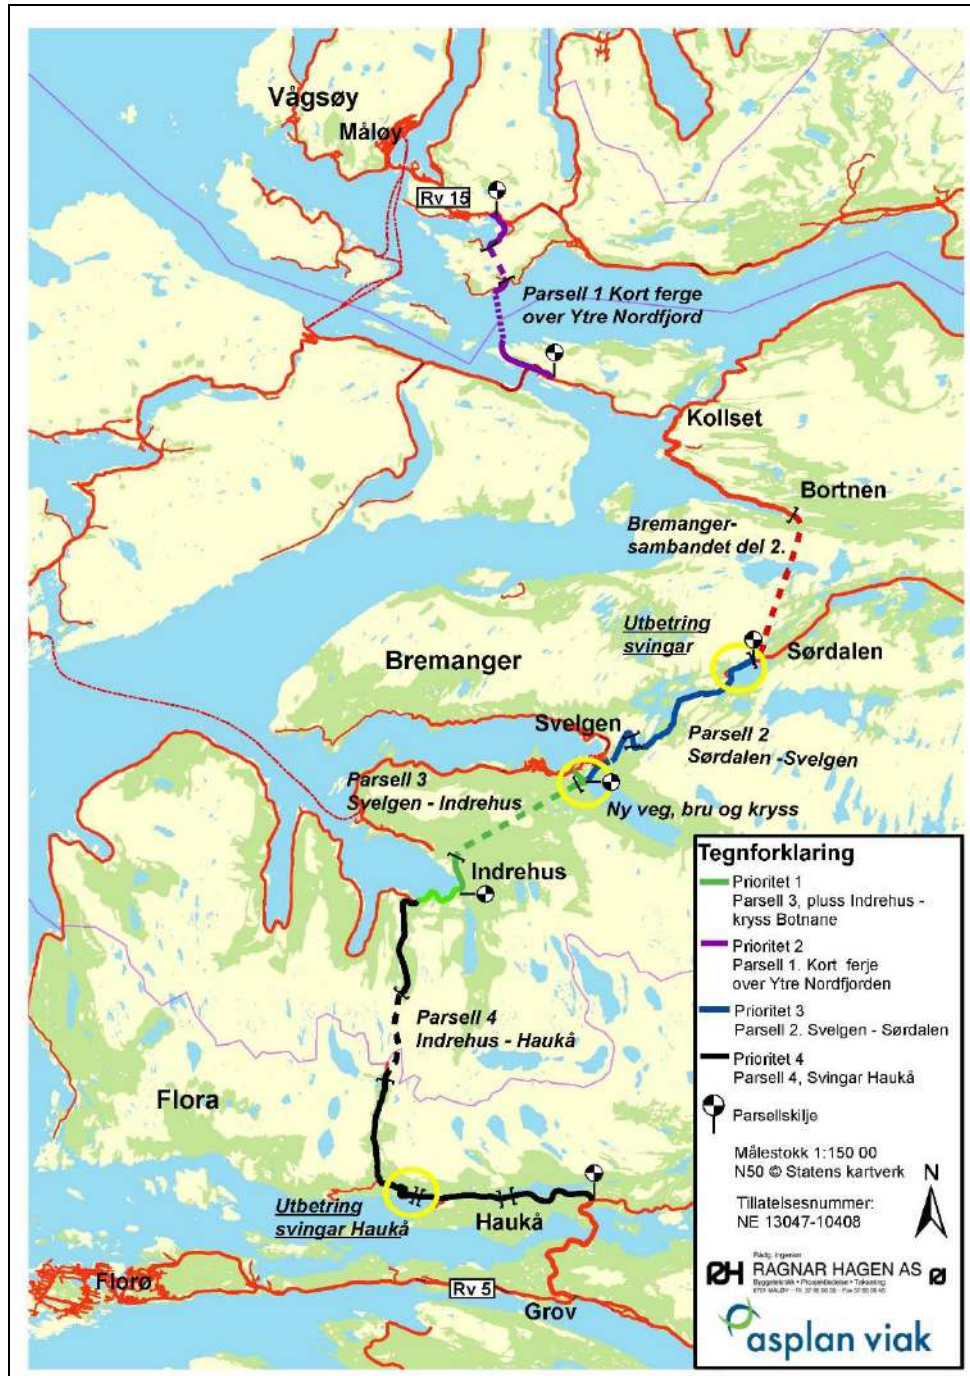 Vågsøy
Måløy
Rv 15
Parsell 1 Kort ferge
over Ytre Nordfjord
Kollset
Bortnen
Bremanger-
sambandet del 2.
Utbetring
svingar
Sørdalen
Bremanger
Svelgen
Parsell 2
Sørdalen -Svelgen
Parsell 3
Svelgen - Indrehus
Ny veg, bru og kryss
Indrehus
Parsell 4
Indrehus - Haukå
Flora
Utbetring
svingar Haukå
Haukå
Florø
Rv 5
Grov
Tegnforklaring
Prioritet 1
Parsell 3, pluss Indrehus -
kryss Botnane
Prioritet 2
Parsell 1. Kort ferje
over Ytre Nordfjorden
Prioritet 3
Parsell 2. Svelgen - Sørdalen
Prioritet 4
Parsell 4, Svingar Haukå
Parsellskilje
Målestokk 1:150 00
N50 © Statens kartverk
N
Tillatelsesnummer:
NE 13047-10408
Rådg. ingeniør
RAGNAR HAGEN AS
asplan viak